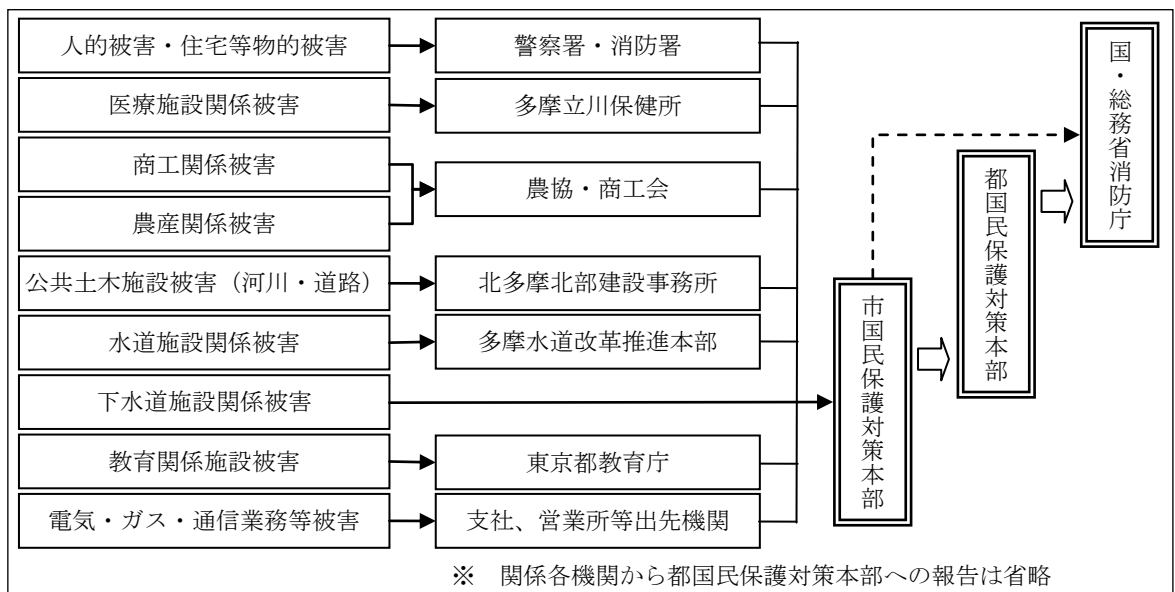 人的被害・住宅等物的被害
警察署・消防署
医療施設関係被害
多摩立川保健所
商工関係被害
農産関係被害
農協・商工会
公共土木施設被害（河川・道路）
北多摩北部建設事務所
水道施設関係被害
多摩水道改革推進本部
下水道施設関係被害
教育関係施設被害
東京都教育庁
電気・ガス・通信業務等被害
支社、営業所等出先機関
市国民保護対策本部
都国民保護対策本部
国・総務省消防庁
※　関係各機関から都国民保護対策本部への報告は省略